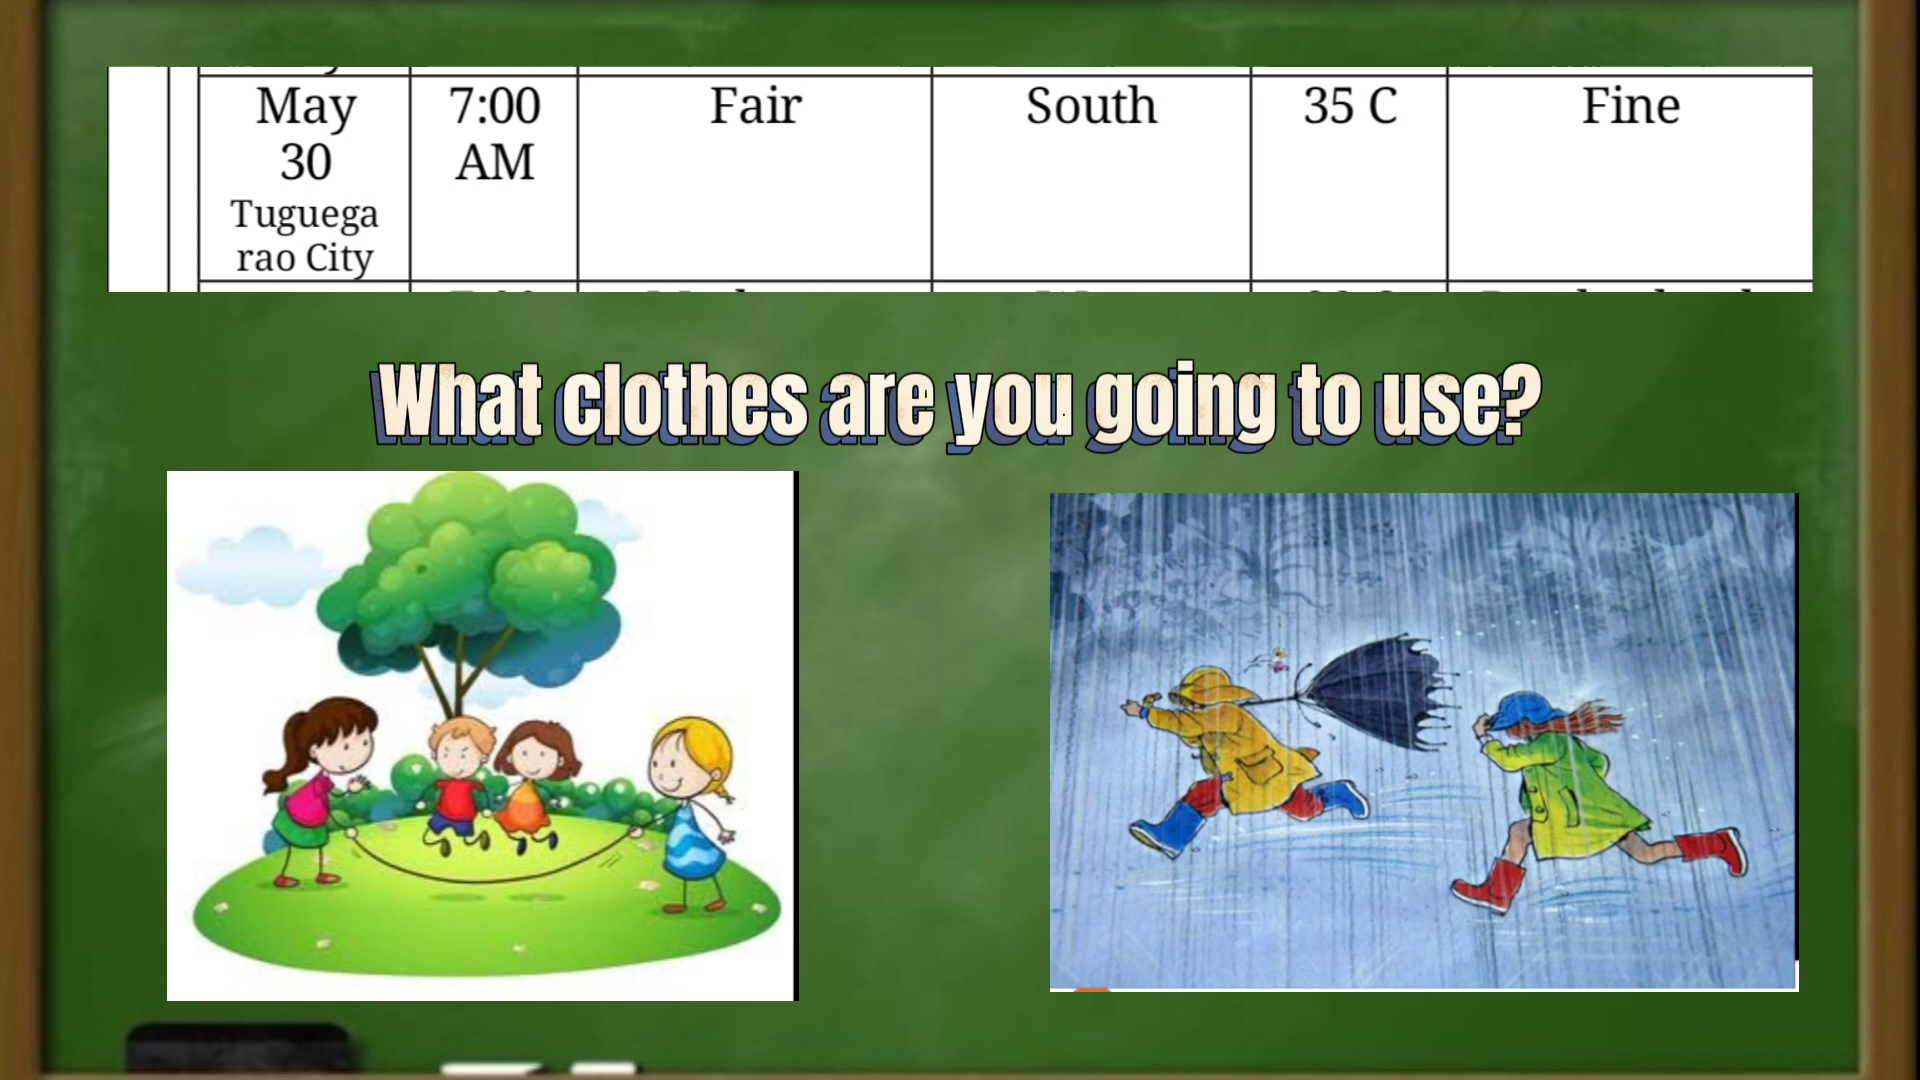 May 7:00 Fair South 35 C Fine
30 AM
Tuguega
rao City
What clothes are you going to use?